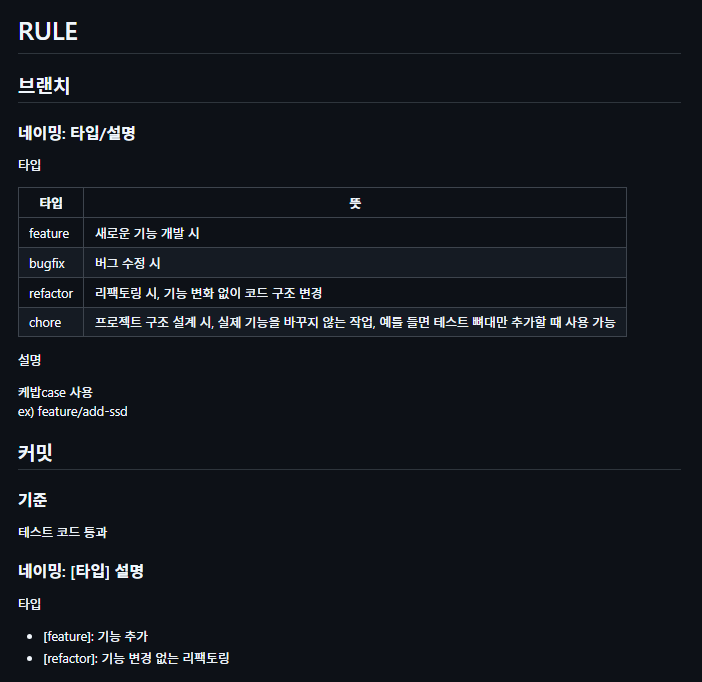 RULE
브랜치
네이밍: 타입/설명
타입
타입 뜻
feature 새로운 기능 개발 시
bugfix 버그 수정 시
refactor 리팩토링 시, 기능 변화 없이 코드 구조 변경
chore 프로젝트 구조 설계 시, 실제 기능을 바꾸지 않는 작업, 예를 들면 테스트 뼈대만 추가할 때 사용 가능
설명
케밥case 사용
ex) feature/add-ssd
커밋
기준
테스트 코드 통과
네이밍: [타입] 설명
타입
• [feature]: 기능 추가
• [refactor]: 기능 변경 없는 리팩토링